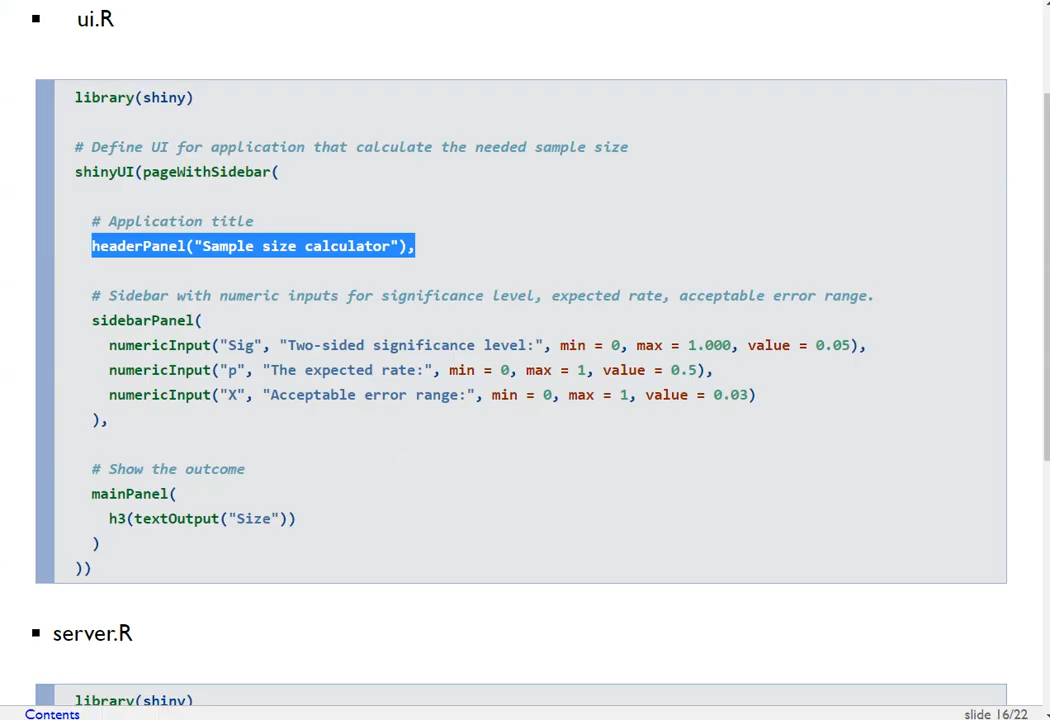 ui.R
library(shiny)
# Define UI for application that calculate the needed sample size
shinyUI(pageWithSidebar(
# Application title
headerPanel("Sample size calculator"),
# Sidebar with numeric inputs for significance level, expected rate, acceptable error range.
sidebarPanel(
numericInput("Sig", "Two-sided significance level:", min = 0, max = 1.000, value = 0.05),
numericInput("p", "The expected rate:", min = 0, max = 1, value = 0.5),
numericInput("X", "Acceptable error range:", min = 0, max = 1, value = 0.03)
),
# Show the outcome
mainPanel(
h3(textOutput("Size"))
)
))
server.R
library(shiny)
Contents
slide 16/22